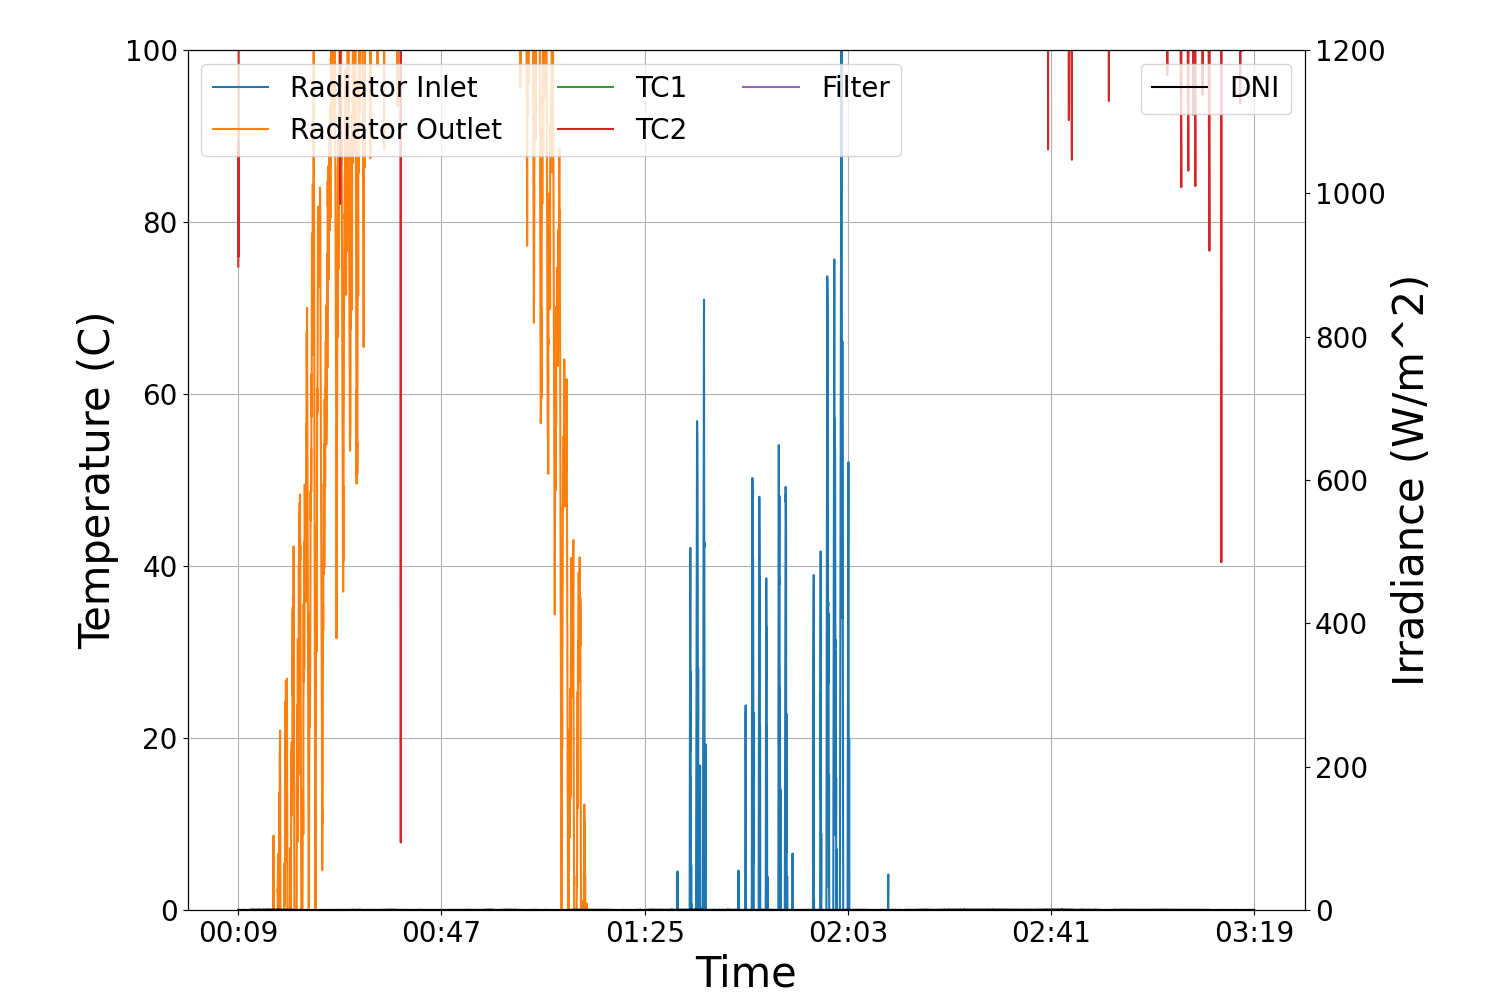 100
80
60
40
20
0
Temperature (C)
Radiator Inlet
Radiator Outlet
TC1
TC2
Filter
DNI
1200
1000
800
600
400
200
0
Irradiance (W/m^2)
00:09
00:47
01:25
02:03
02:41
03:19
Time